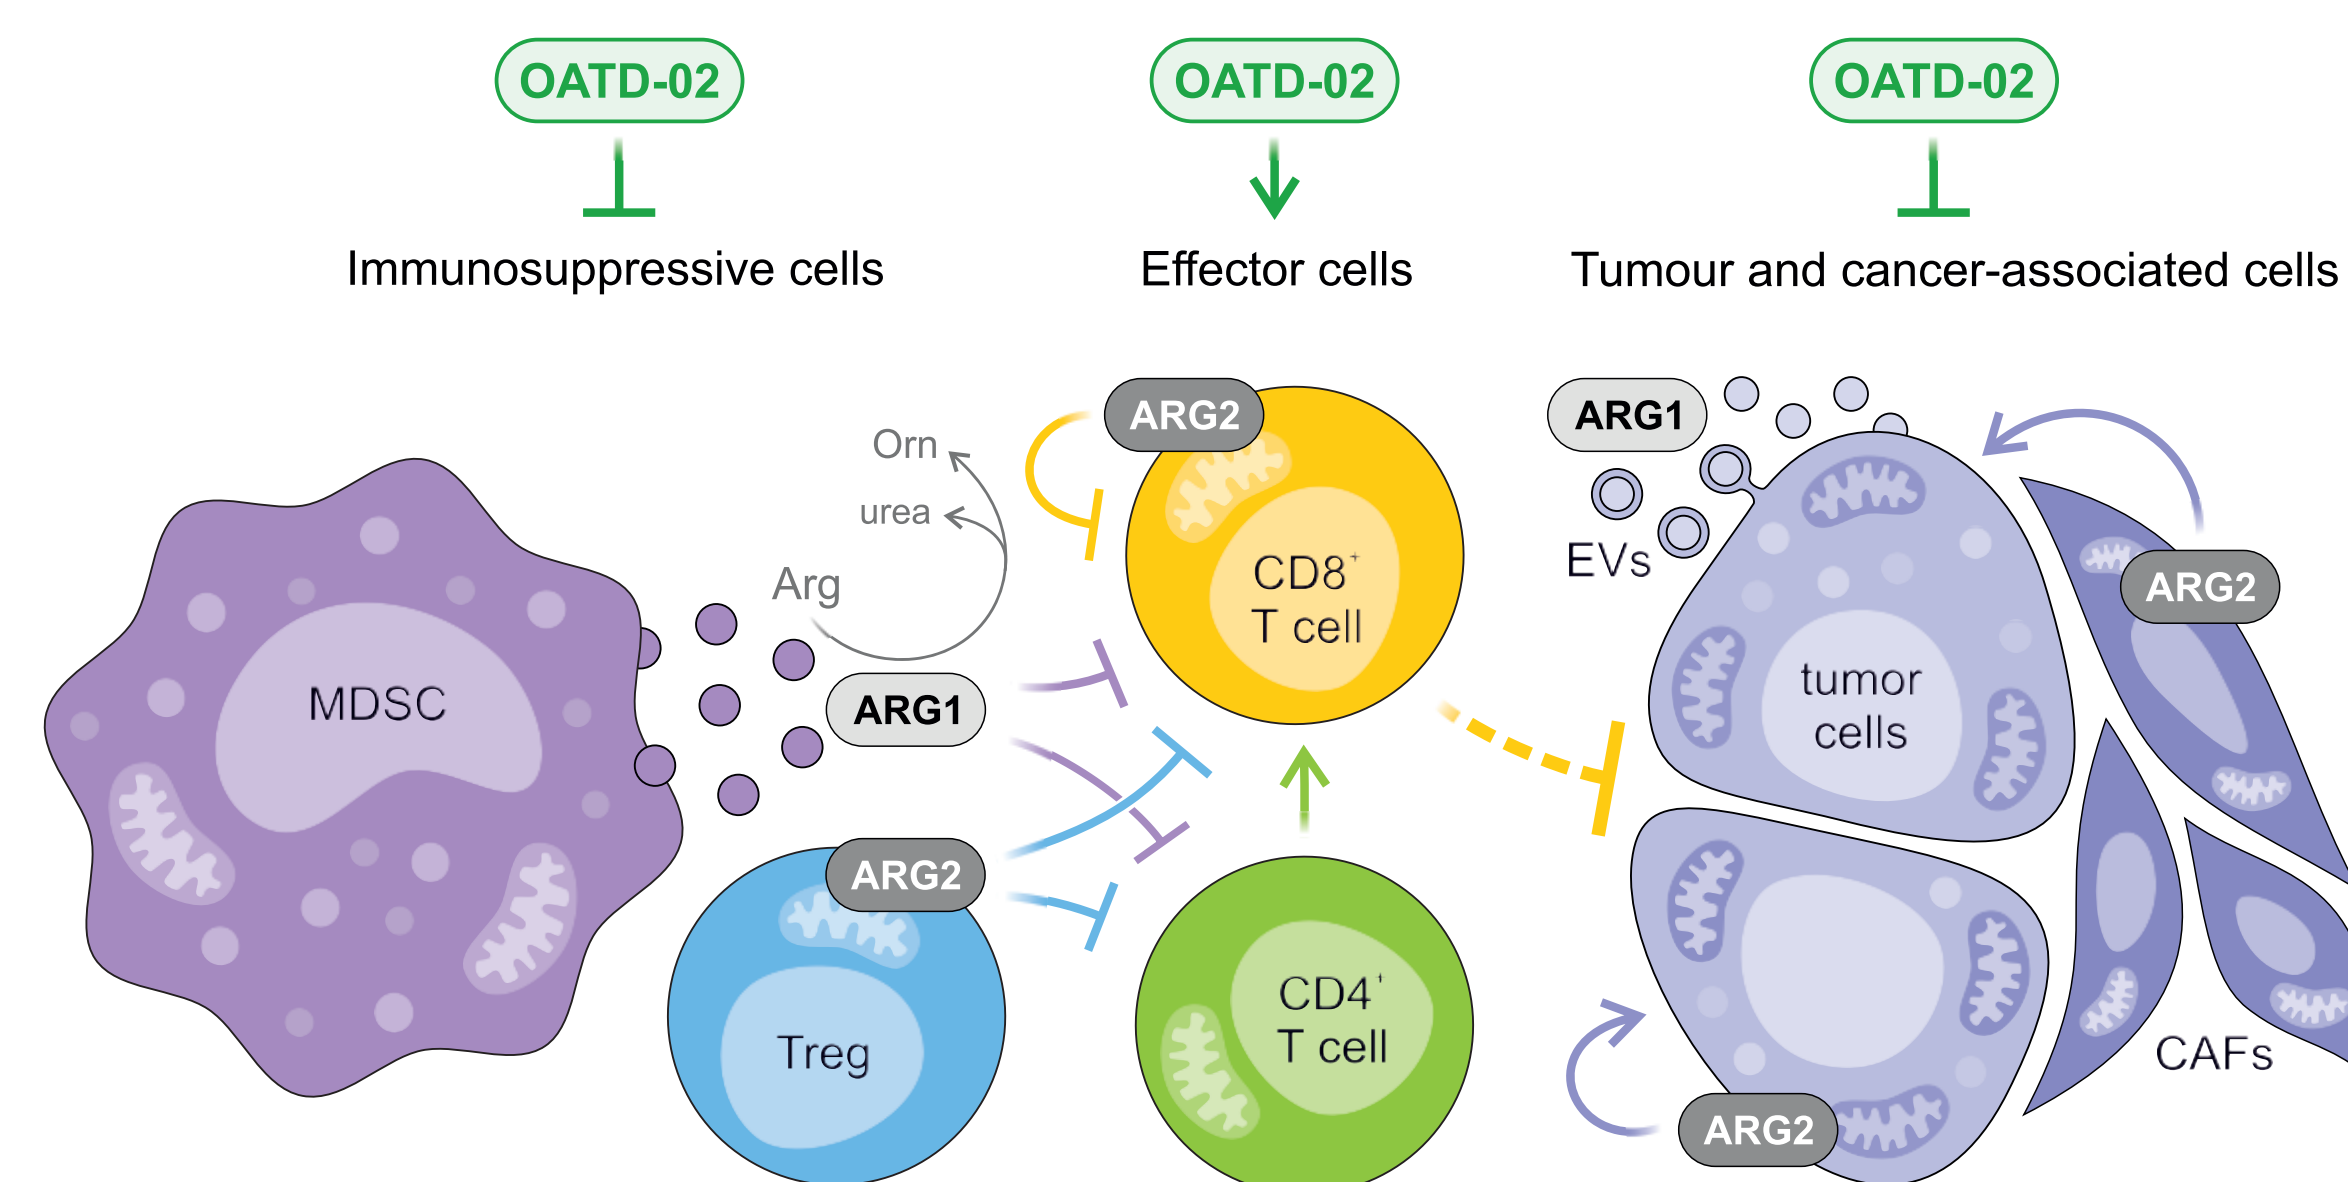 OATD-02
OATD-02
OATD-02
Immunosuppressive cells
Effector cells
Tumour and cancer-associated cells
ARG2
ARG1
Orn
urea
EVs
Arg
CD8⁺
T cell
ARG2
MDSC
ARG1
tumor
cells
ARG2
CD4⁺
T cell
Treg
CAFs
ARG2